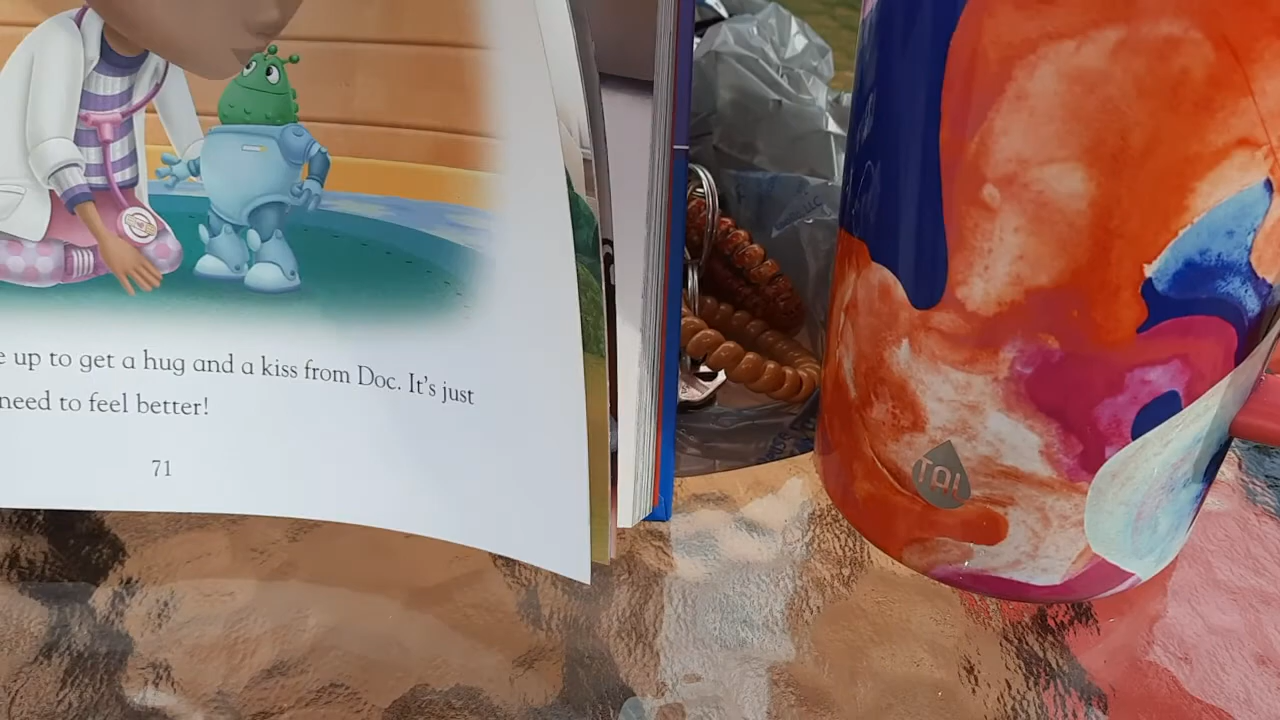 up to get a hug and a kiss from Doc. It's just
need to feel better!
71
TAL